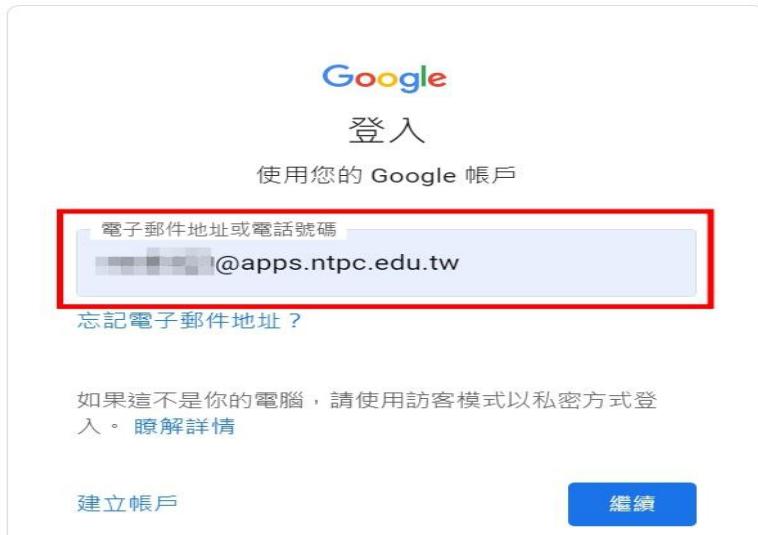 Google
登入
使用您的 Google 帳戶
電子郵件地址或電話號碼
@apps.ntpc.edu.tw
忘記電子郵件地址？
如果這不是你的電腦，請使用訪客模式以私密方式登
入。瞭解詳情
建立帳戶
繼續